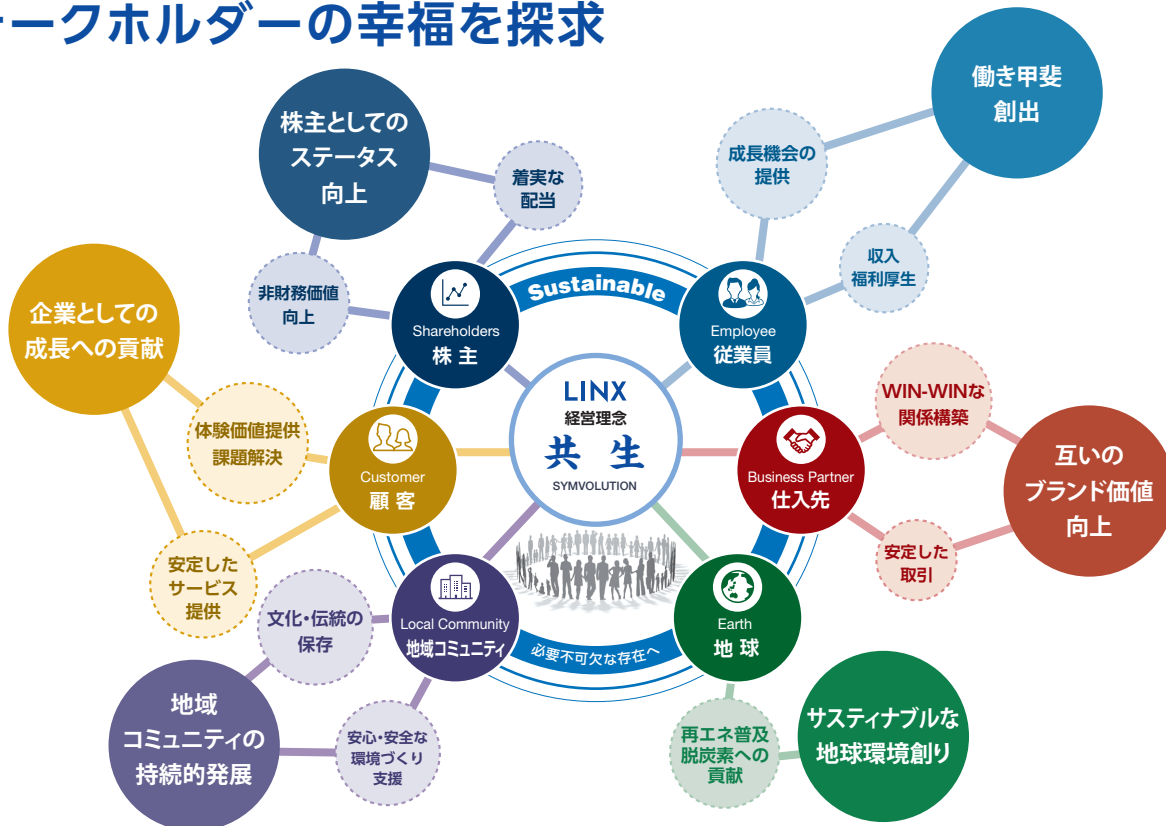 ークホルダーの幸福を探求
株主としての
ステータス
向上
着実な
配当
非財務価値
向上
成長機会の
提供
働き甲斐
創出
収入
福利厚生
Sustainable
Shareholders
株主
Employee
従業員
企業としての
成長への貢献
体験価値提供
課題解決
安定した
サービス
提供
Customer
顧客
LINX
経営理念
共生
SYMVOLUTION
Business Partner
仕入先
WIN-WINな
関係構築
互いの
ブランド価値
向上
安定した
取引
Local Community
地域コミュニティ
文化・伝統の
保存
地域
コミュニティの
持続的発展
安心・安全な
環境づくり
支援
必要不可欠な存在へ
Earth
地球
再エネ普及
脱炭素への
貢献
サスティナブルな
地球環境創り